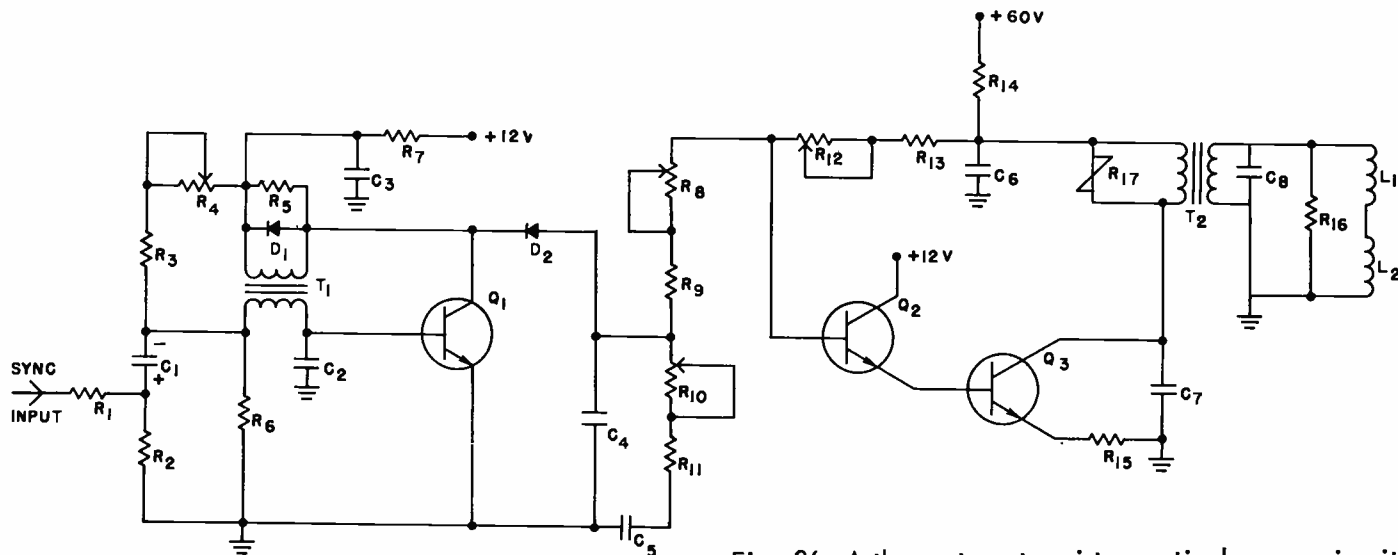 +60V
R14
+12V
R7
C3
R4
R5
D1
R3
T1
D2
Q1
C1
−
+
SYNC
INPUT
R1
R2
R6
C2
C4
C5
R8
R9
R10
R11
R12
R13
C6
R17
T2
C8
R16
L1
L2
+12V
Q2
Q3
C7
R15